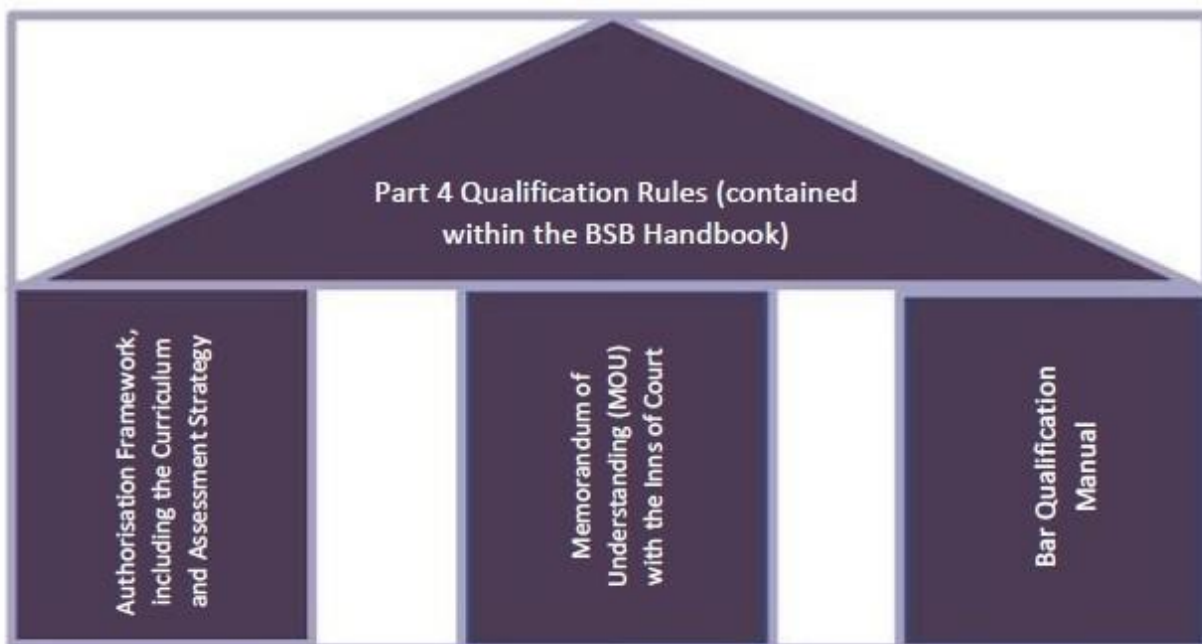 Part 4 Qualification Rules (contained
within the BSB Handbook)
Authorisation Framework,
including the Curriculum
and Assessment Strategy
Memorandum of
Understanding (MOU)
with the Inns of Court
Bar Qualification
Manual